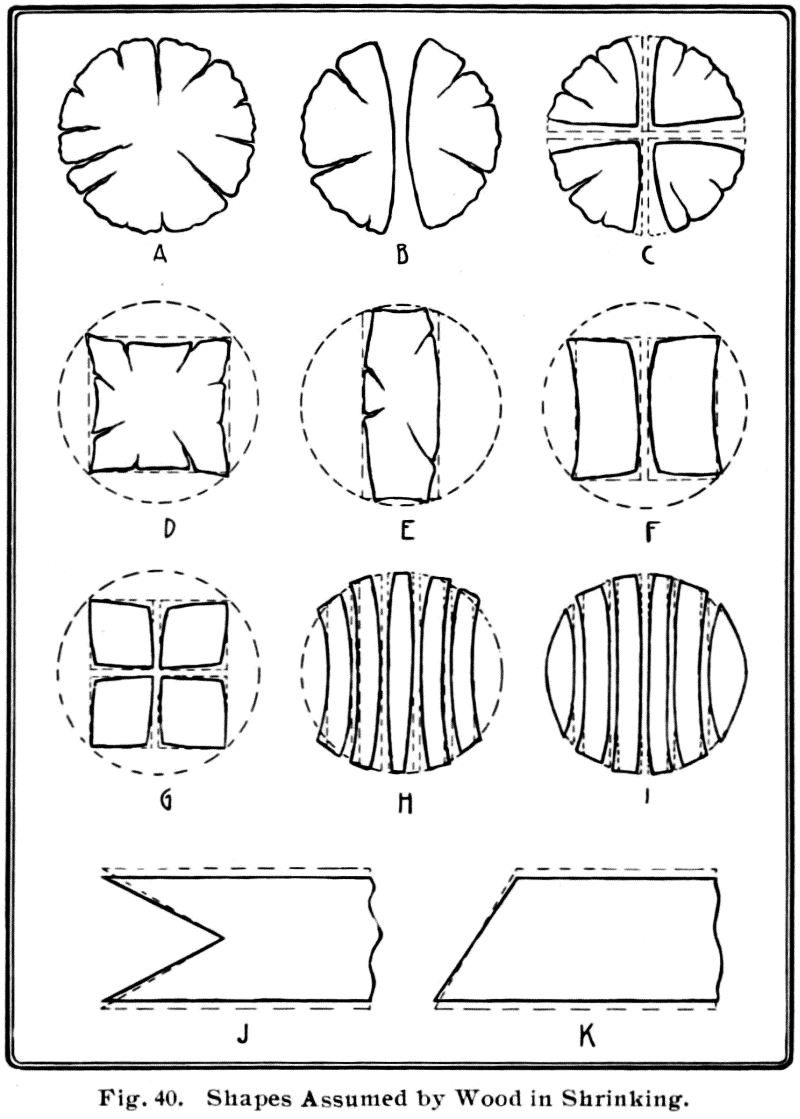 A B C
D E F
G H I
J K
Fig. 40. Shapes Assumed by Wood in Shrinking.